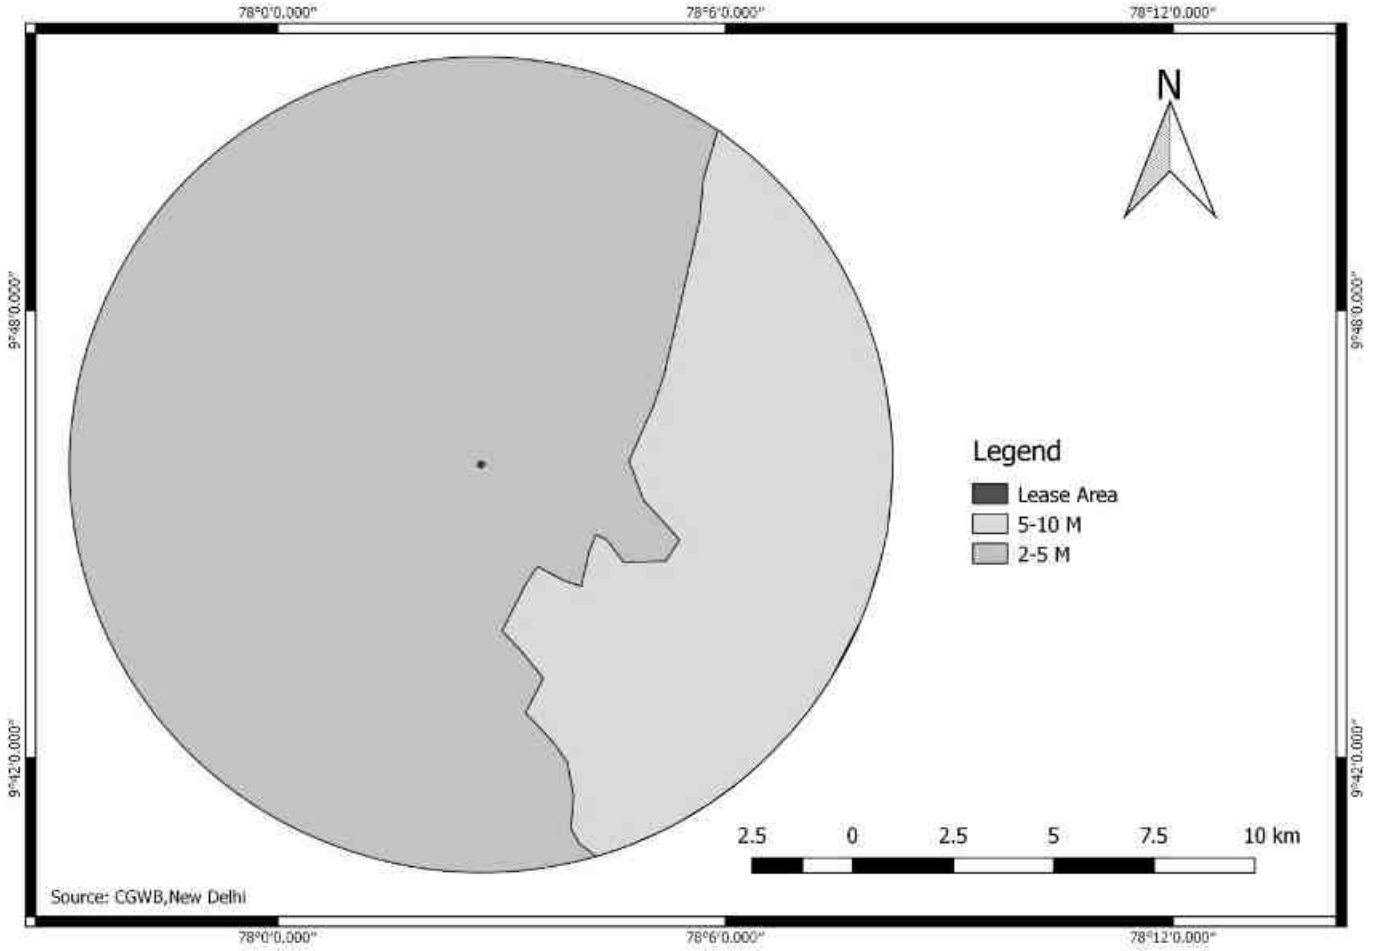 78°0'0.000"
78°6'0.000"
78°12'0.000"
N
9°48'0.000"
9°48'0.000"
Legend
Lease Area
5-10 M
2-5 M
9°42'0.000"
9°42'0.000"
2.5 0 2.5 5 7.5 10 km
Source: CGWB,New Delhi
78°0'0.000"
78°6'0.000"
78°12'0.000"